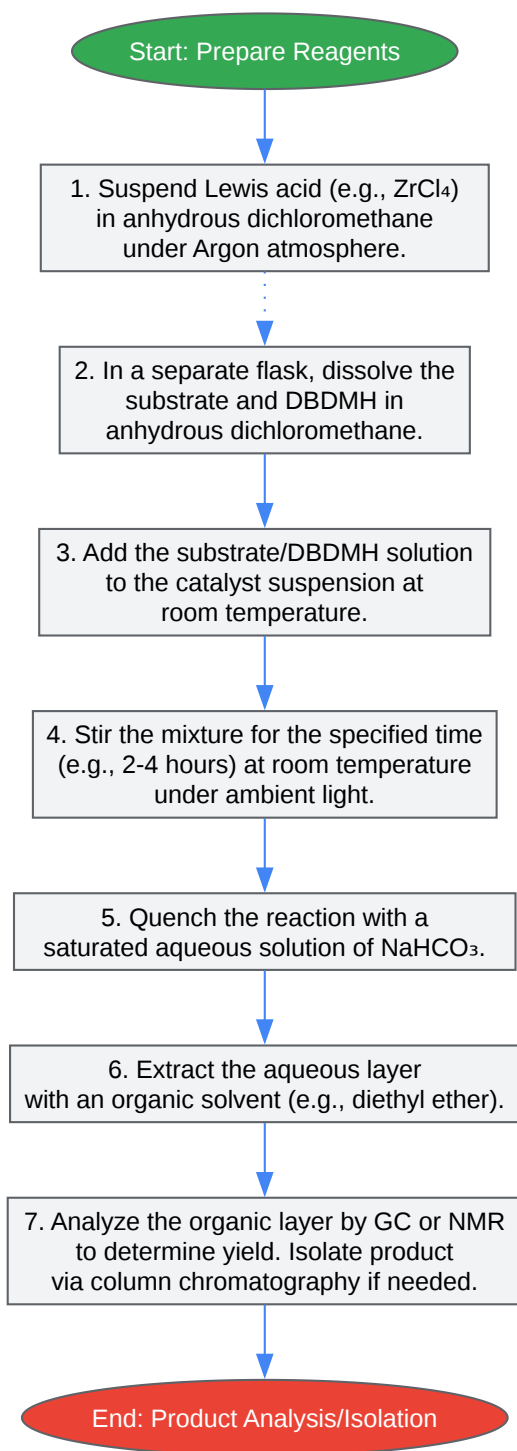 Start: Prepare Reagents
1. Suspend Lewis acid (e.g., ZrCl₄)
in anhydrous dichloromethane
under Argon atmosphere.
2. In a separate flask, dissolve the
substrate and DBDMH in
anhydrous dichloromethane.
3. Add the substrate/DBDMH solution
to the catalyst suspension at
room temperature.
4. Stir the mixture for the specified time
(e.g., 2-4 hours) at room temperature
under ambient light.
5. Quench the reaction with a
saturated aqueous solution of NaHCO₃.
6. Extract the aqueous layer
with an organic solvent (e.g., diethyl ether).
7. Analyze the organic layer by GC or NMR
to determine yield. Isolate product
via column chromatography if needed.
End: Product Analysis/Isolation